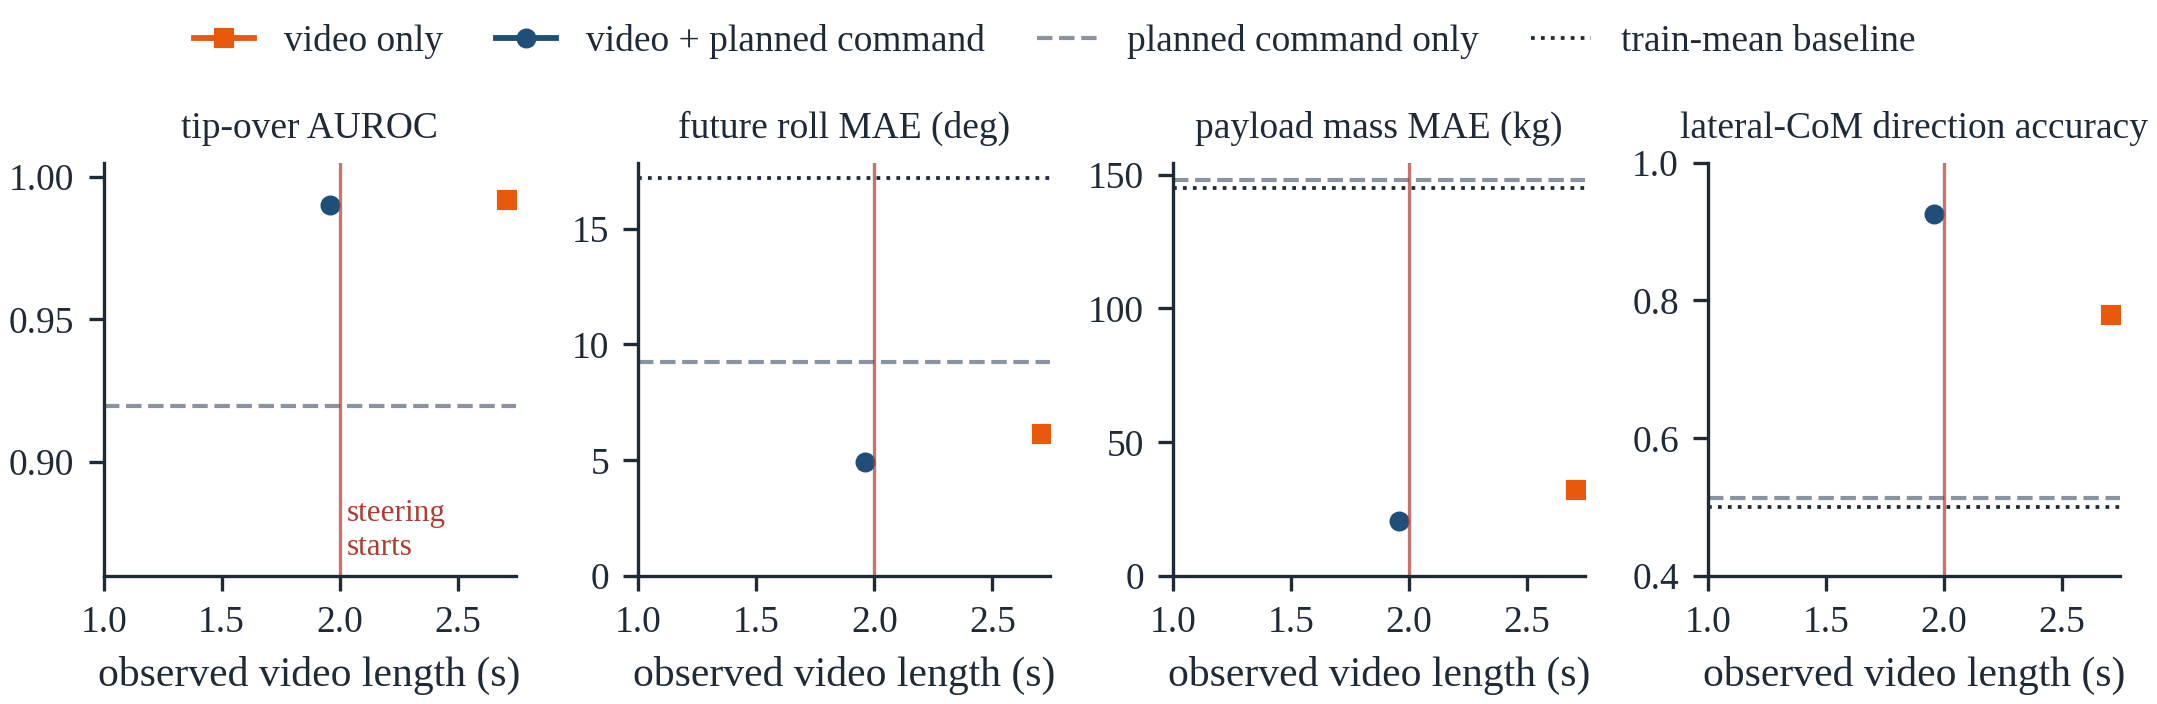 video only
video + planned command
planned command only
train-mean baseline
tip-over AUROC
1.00
0.95
0.90
steering
starts
1.0 1.5 2.0 2.5
observed video length (s)
future roll MAE (deg)
15
10
5
0
1.0 1.5 2.0 2.5
observed video length (s)
payload mass MAE (kg)
150
100
50
0
1.0 1.5 2.0 2.5
observed video length (s)
lateral-CoM direction accuracy
1.0
0.8
0.6
0.4
1.0 1.5 2.0 2.5
observed video length (s)